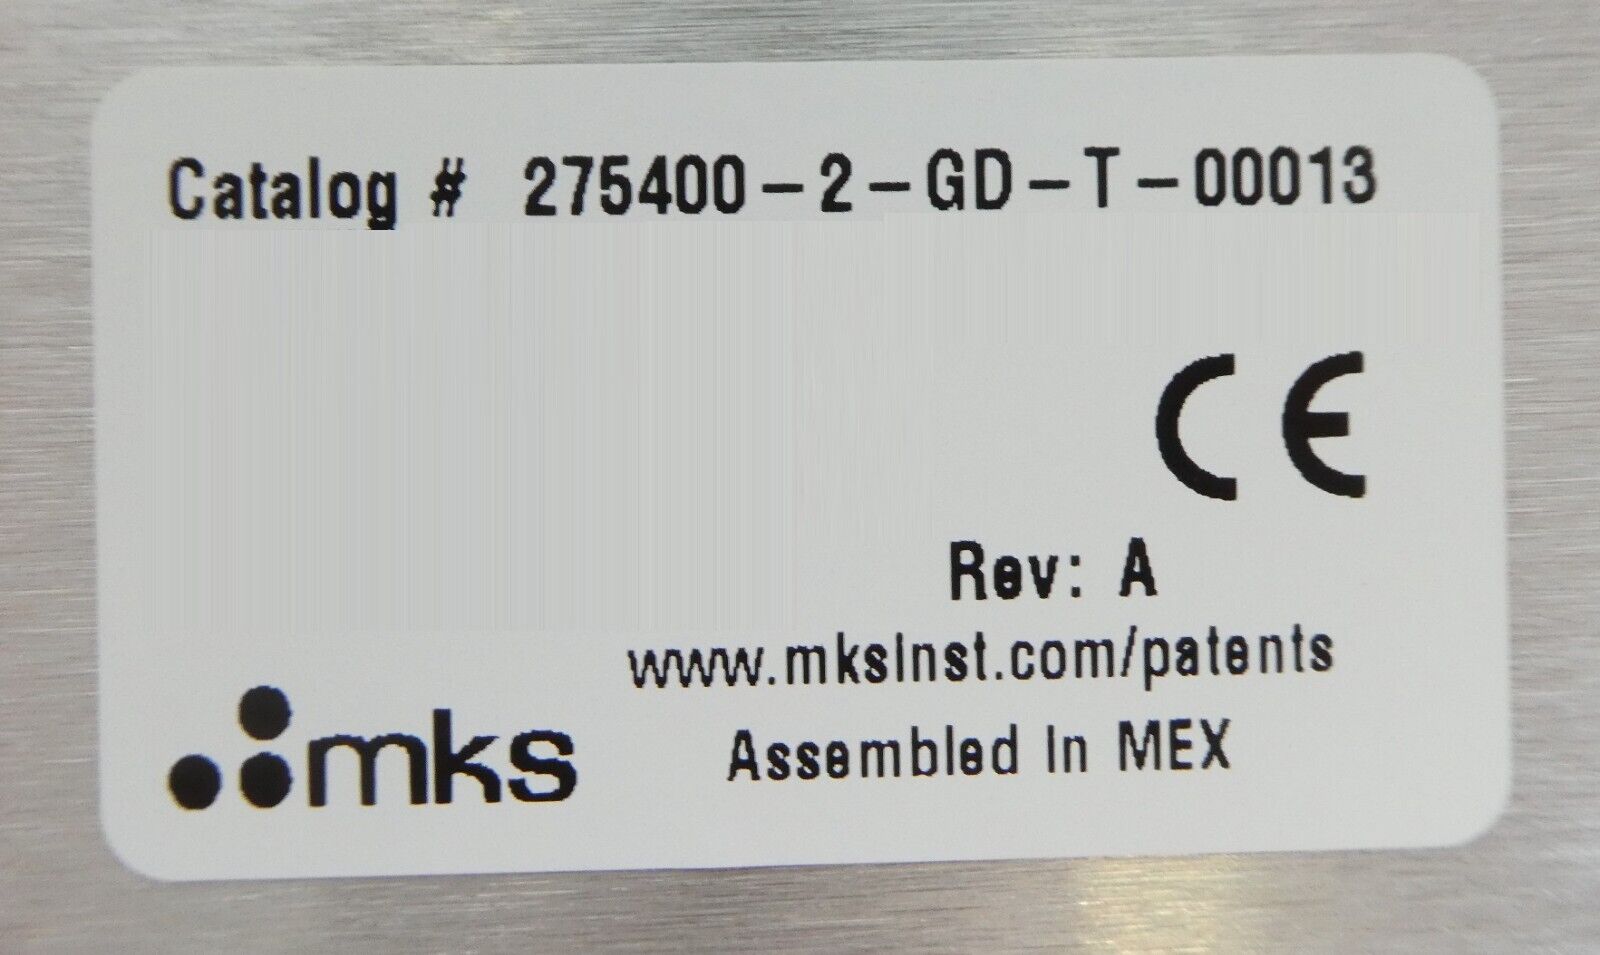 Catalog # 275400-2-GD-T-00013
CE
Rev: A
www.mksinst.com/patents
Assembled In MEX
mks